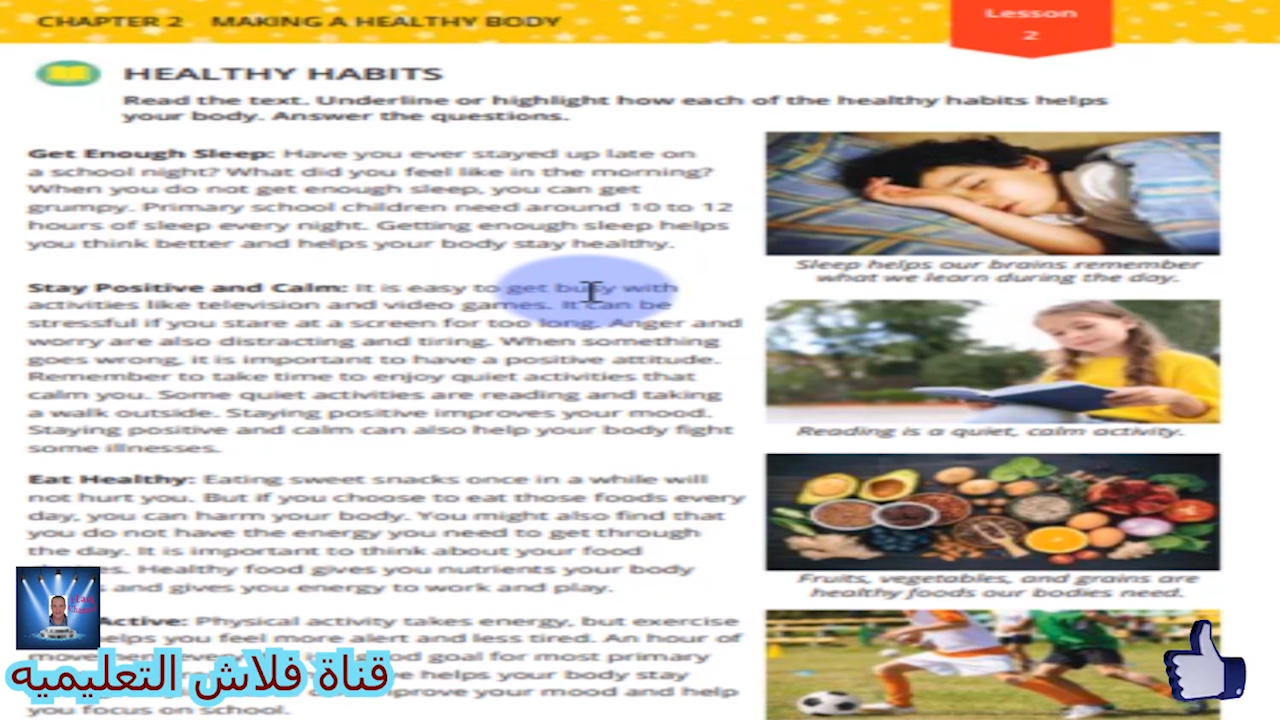 CHAPTER 2 MAKING A HEALTHY BODY
Lesson
2
HEALTHY HABITS
Read the text. Underline or highlight how each of the healthy habits helps
your body. Answer the questions.
Get Enough Sleep: Have you ever stayed up late on
a school night? What did you feel like in the morning?
When you do not get enough sleep, you can get
grumpy. Primary school children need around 10 to 12
hours of sleep every night. Getting enough sleep helps
you think better and helps your body stay healthy.
Sleep helps our brains remember
what we learn during the day.
Stay Positive and Calm: It is easy to get busy with
activities like television and video games. It can be
stressful if you stare at a screen for too long. Anger and
worry are also distracting and tiring. When something
goes wrong, it is important to have a positive attitude.
Remember to take time to enjoy quiet activities that
calm you. Some quiet activities are reading and taking
a walk outside. Staying positive improves your mood.
Staying positive and calm can also help your body fight
some illnesses.
Reading is a quiet, calm activity.
Eat Healthy: Eating sweet snacks once in a while will
not hurt you. But if you choose to eat those foods every
day, you can harm your body. You might also find that
you do not have the energy you need to get through
the day. It is important to think about your food
Healthy food gives you nutrients your body
and gives you energy to work and play.
Fruits, vegetables, and grains are
healthy foods our bodies need.
Active: Physical activity takes energy, but exercise
helps you feel more alert and less tired. An hour of
goal for most primary
helps your body stay
improve your mood and help
you focus on school.
قناة فلاش التعليميه